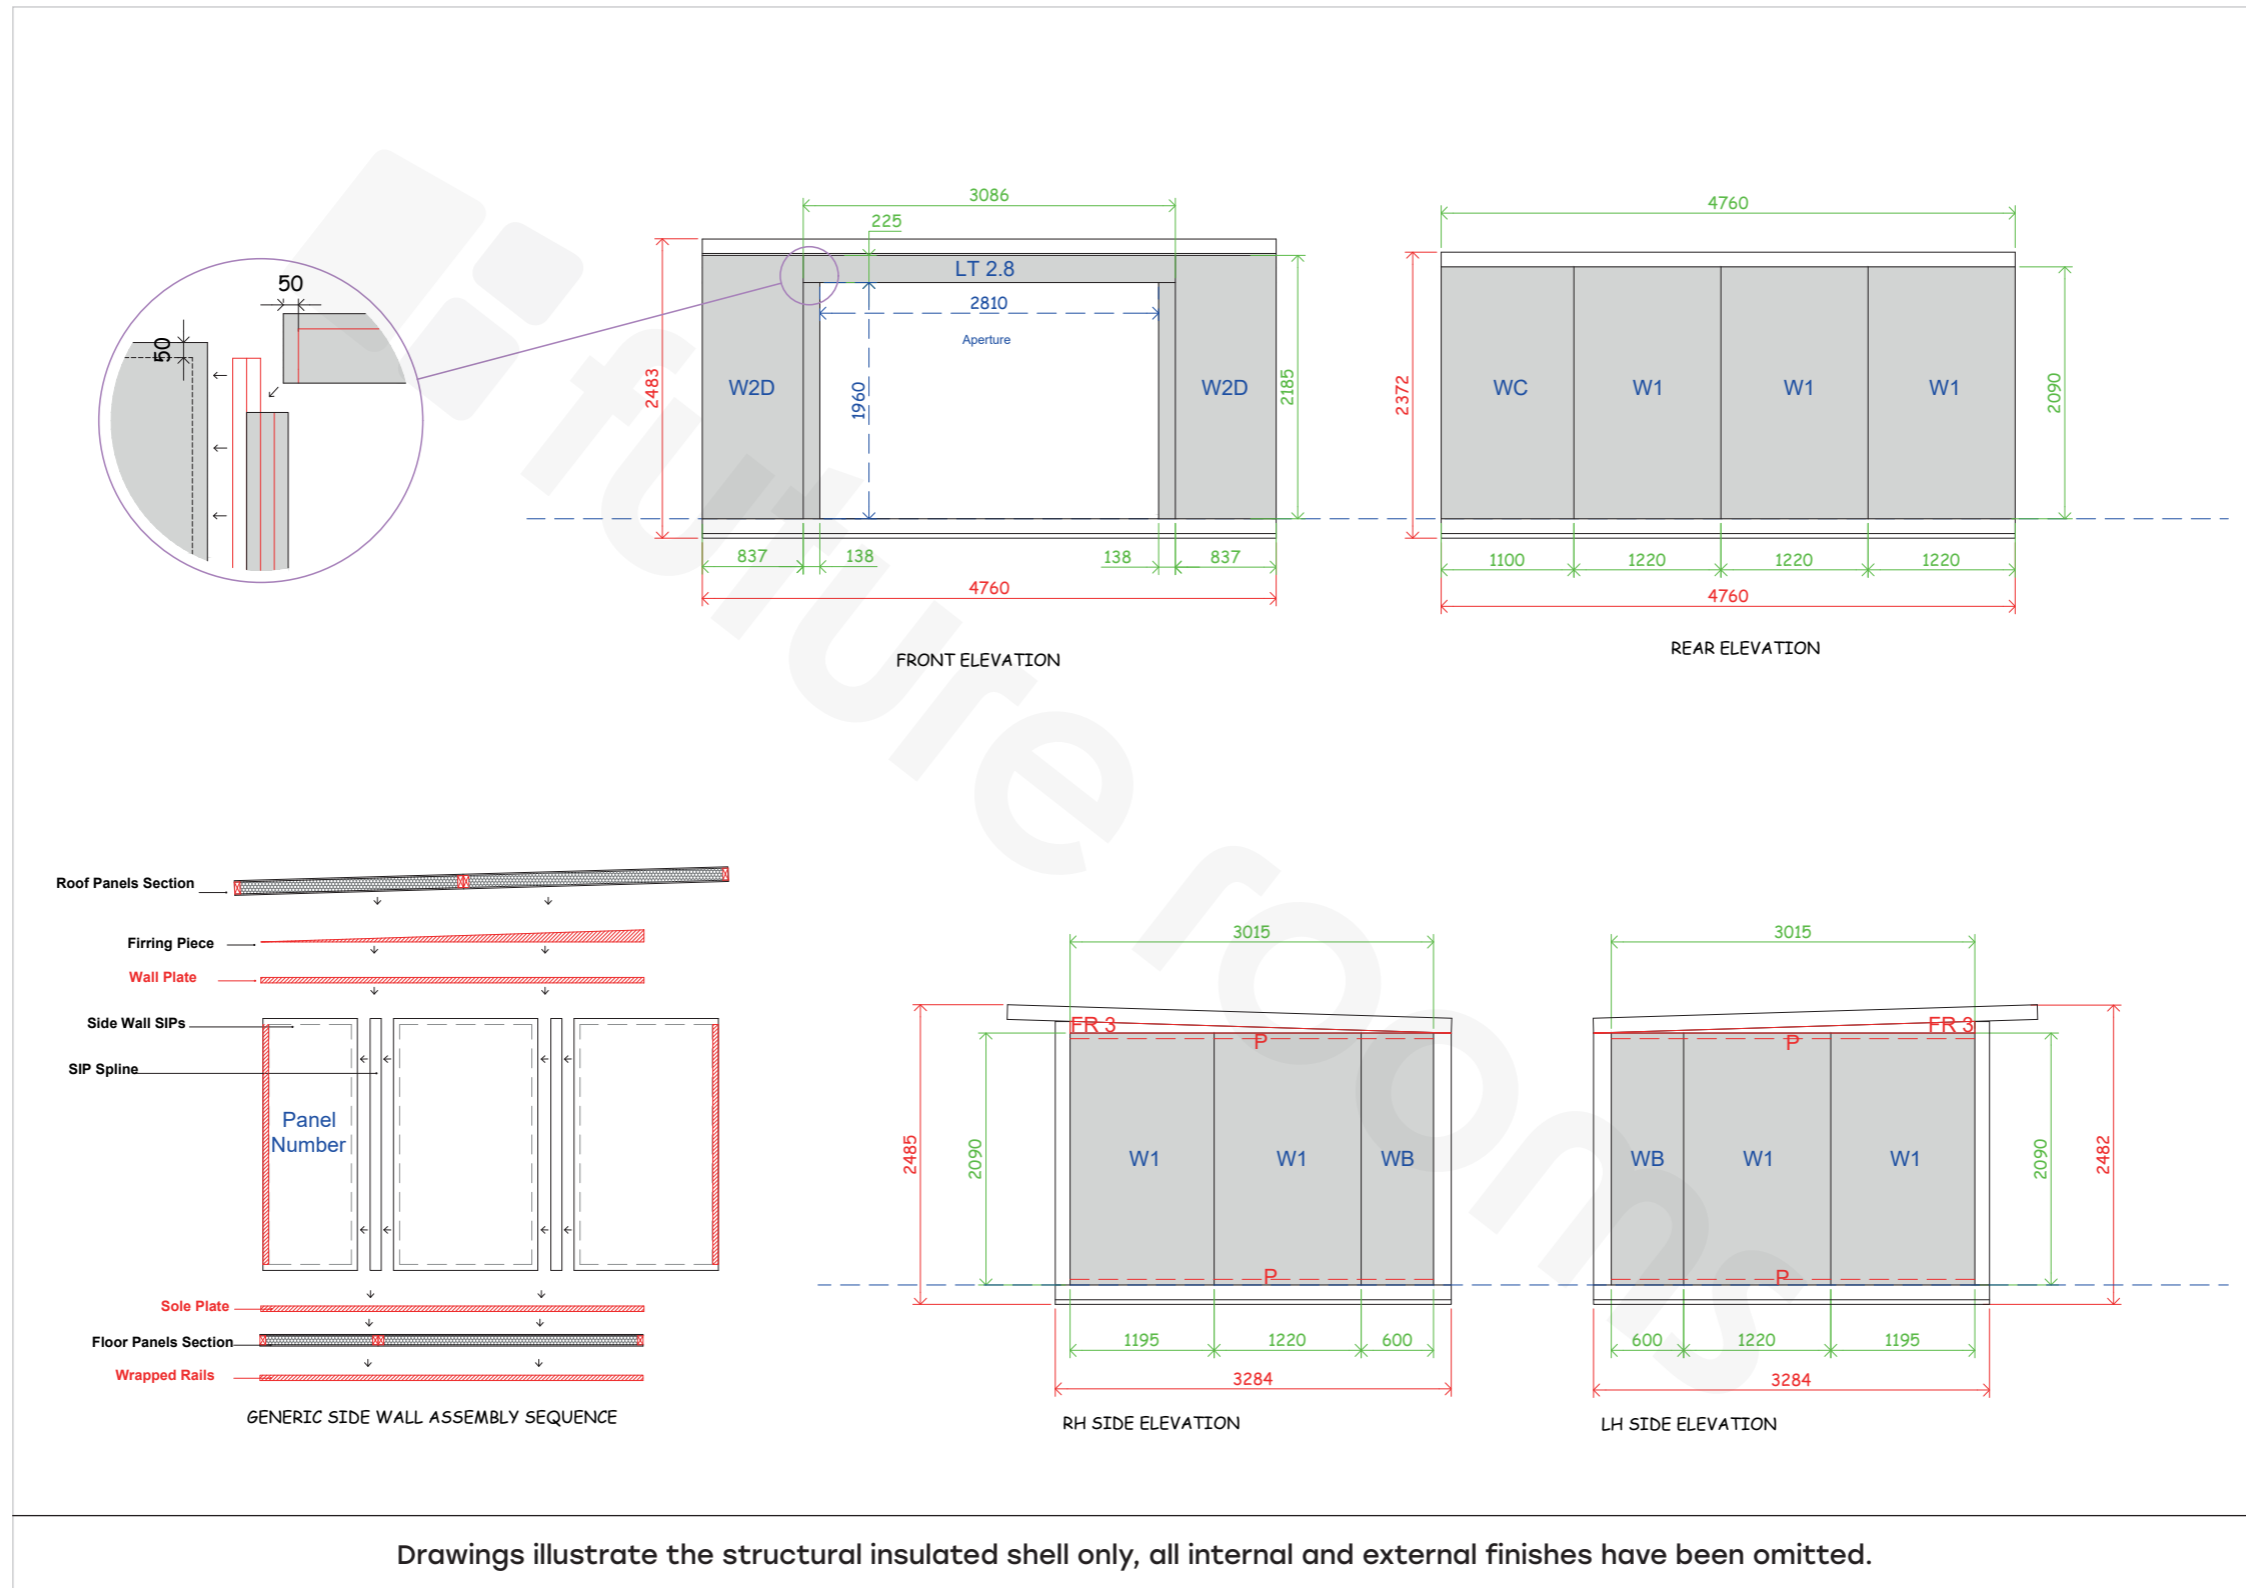 3086
225
LT 2.8
2810
Aperture
2483
W2D
1960
W2D
2185
837
138
138
837
4760
FRONT ELEVATION
4760
2372
WC
W1
W1
W1
2090
1100
1220
1220
1220
4760
REAR ELEVATION
50
50
future rooms
Roof Panels Section
Firring Piece
Wall Plate
Side Wall SIPs
SIP Spline
Panel
Number
Sole Plate
Floor Panels Section
Wrapped Rails
GENERIC SIDE WALL ASSEMBLY SEQUENCE
3015
FR 3
P
2485
2090
W1
W1
WB
P
1195
1220
600
3284
RH SIDE ELEVATION
3015
FR 3
P
WB
W1
W1
2090
2482
P
600
1220
1195
3284
LH SIDE ELEVATION
Drawings illustrate the structural insulated shell only, all internal and external finishes have been omitted.